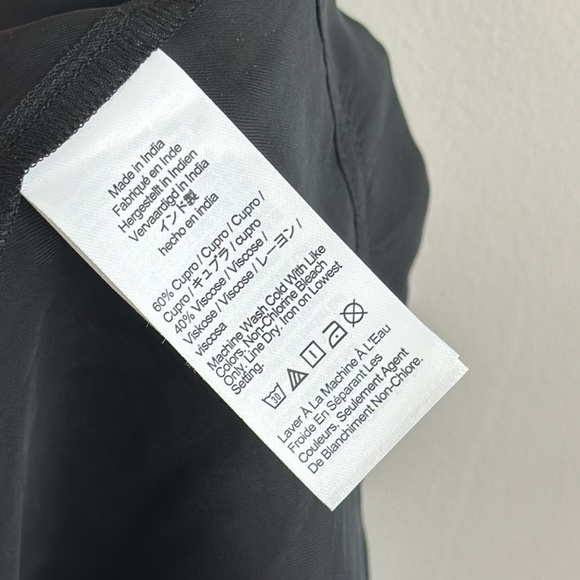 Made in India
Fabriqué en Inde
Hergestellt in Indien
Vervaardigd in India
インド製
hecho en india
60% Cupro / Cupro / Cupro /
Cupro / キュプラ / cupro
40% Viscose / Viscose /
Viskose / Viscose / レーヨン /
viscosa
Machine Wash Cold With Like
Colors. Non-Chlorine Bleach
Only. Line Dry. Iron on Lowest
Setting.
30
Laver À La Machine À L'Eau
Froide En Séparant Les
Couleurs. Seulement Agent
De Blanchiment Non-Chlore.